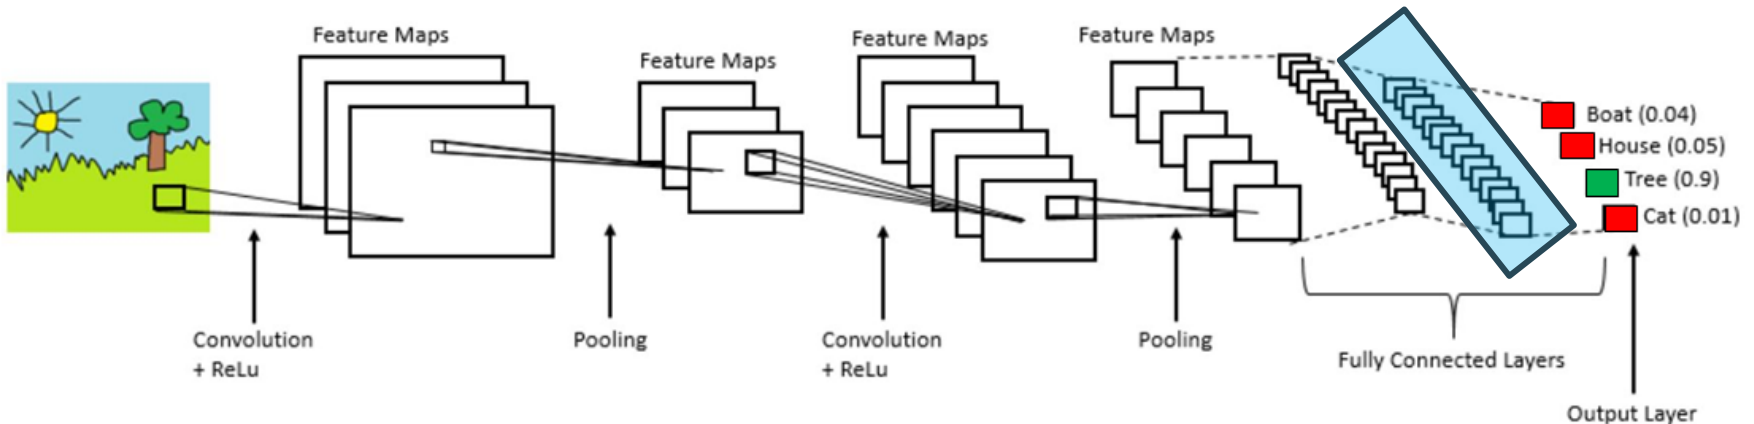 Feature Maps
Feature Maps
Feature Maps
Feature Maps
Boat (0.04)
House (0.05)
Tree (0.9)
Cat (0.01)
Convolution
+ ReLu
Pooling
Convolution
+ ReLu
Pooling
Fully Connected Layers
Output Layer